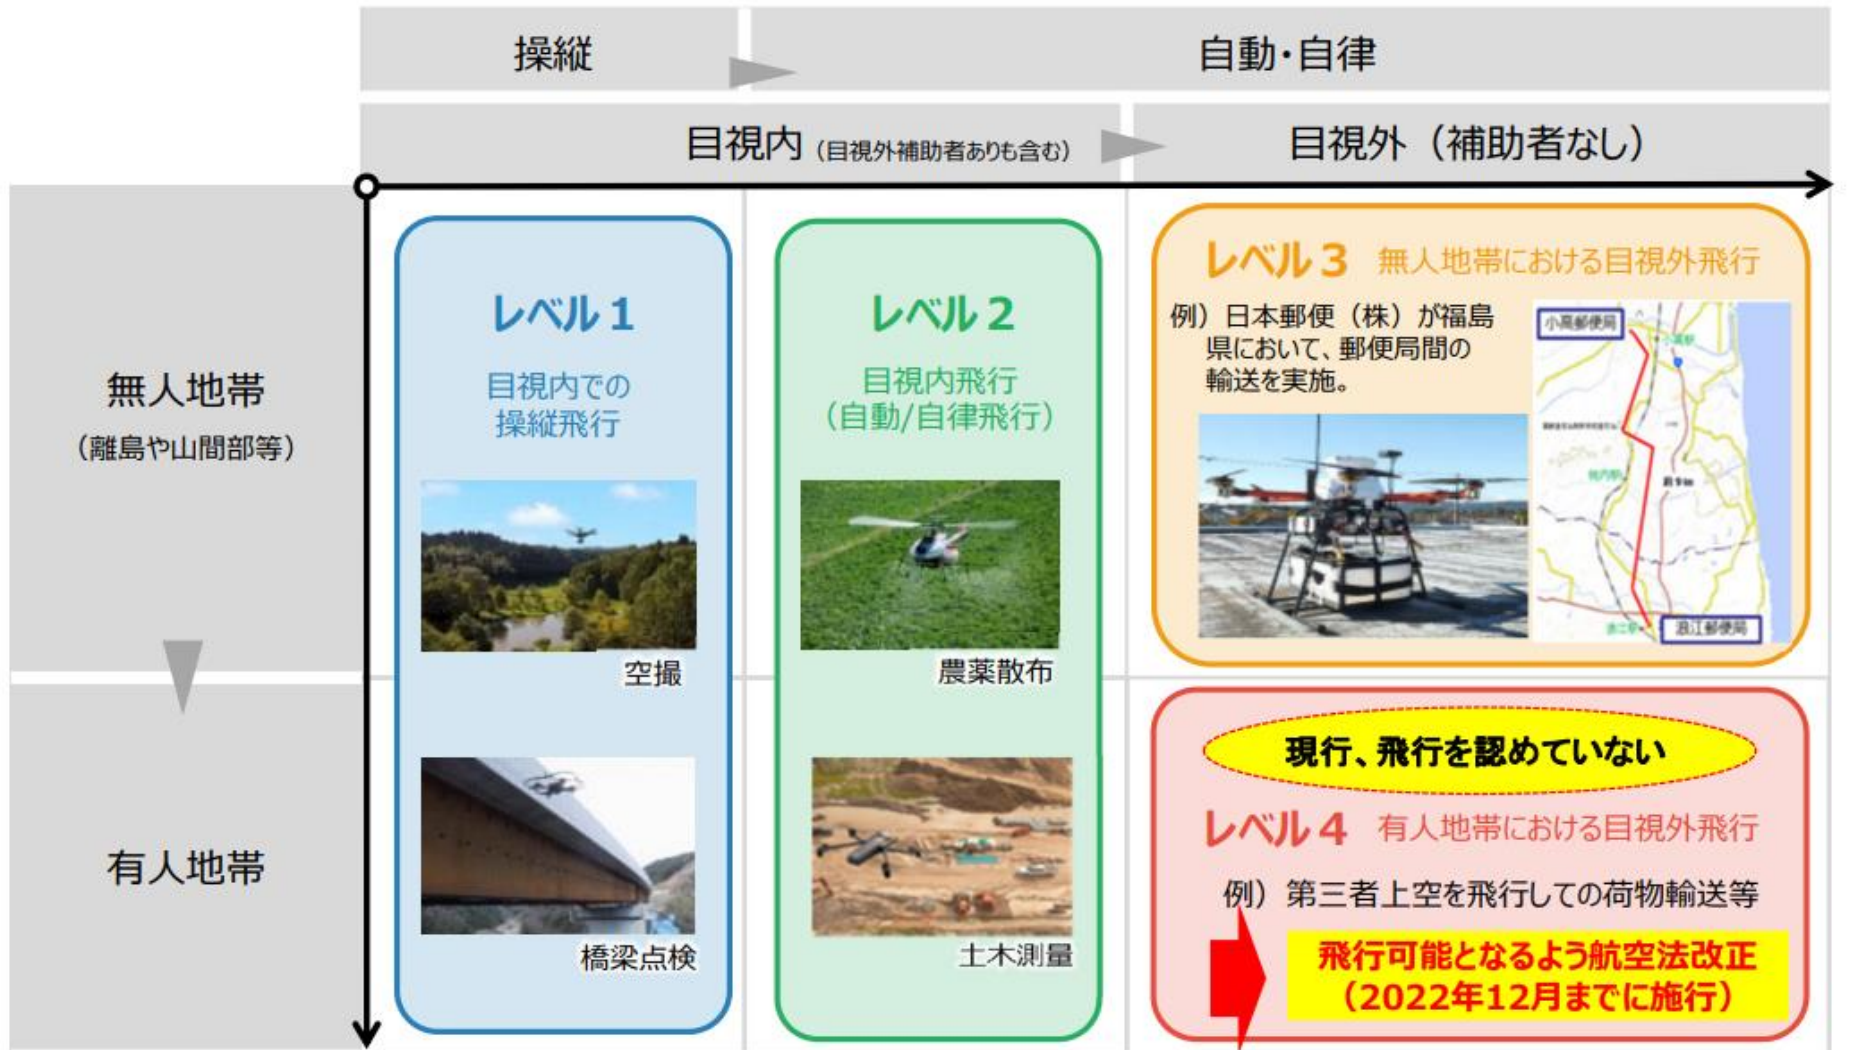 操縦
自動・自律
目視内（目視外補助者ありも含む）
目視外（補助者なし）
無人地帯
（離島や山間部等）
有人地帯
レベル１
目視内での
操縦飛行
空撮
橋梁点検
レベル２
目視内飛行
（自動/自律飛行）
農薬散布
土木測量
レベル３ 無人地帯における目視外飛行
例）日本郵便（株）が福島
県において、郵便局間の
輸送を実施。
小高郵便局
小高駅
浪江駅
浪江郵便局
現行、飛行を認めていない
レベル４ 有人地帯における目視外飛行
例）第三者上空を飛行しての荷物輸送等
飛行可能となるよう航空法改正
（2022年12月までに施行）